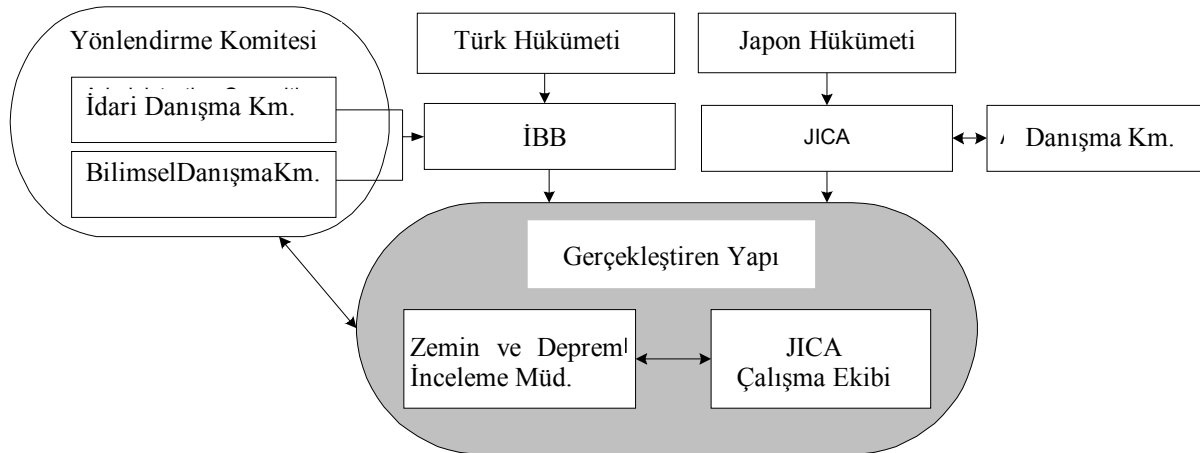 Yönlendirme Komitesi
Türk Hükümeti
Japon Hükümeti
İdari Danışma Km.
İBB
JICA
Danışma Km.
BilimselDanışmaKm.
Gerçekleştiren Yapı
Zemin ve Deprem
İnceleme Müd.
JICA
Çalışma Ekibi